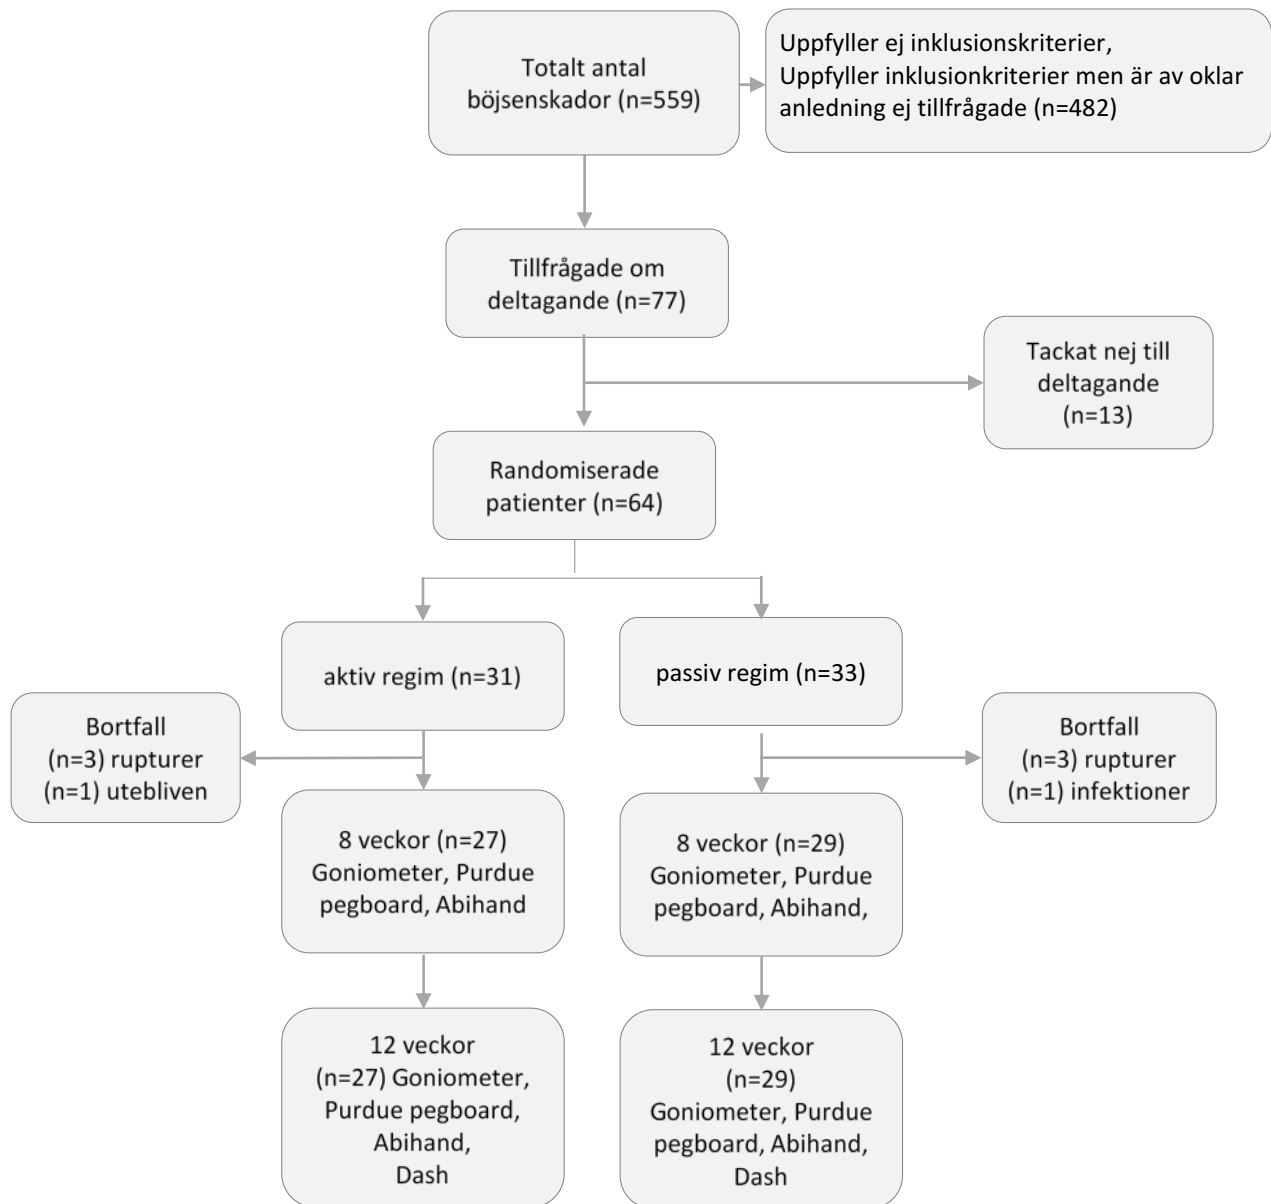 Totalt antal
böjsenskador (n=559)
Uppfyller ej inklusionskriterier,
Uppfyller inklusionkriterier men är av oklar
anledning ej tillfrågade (n=482)
Tillfrågade om
deltagande (n=77)
Tackat nej till
deltagande
(n=13)
Randomiserade
patienter (n=64)
aktiv regim (n=31)
passiv regim (n=33)
Bortfall
(n=3) rupturer
(n=1) utebliven
Bortfall
(n=3) rupturer
(n=1) infektioner
8 veckor (n=27)
Goniometer, Purdue
pegboard, Abihand
8 veckor (n=29)
Goniometer, Purdue
pegboard, Abihand,
12 veckor
(n=27) Goniometer,
Purdue pegboard,
Abihand,
Dash
12 veckor
(n=29)
Goniometer, Purdue
pegboard, Abihand,
Dash